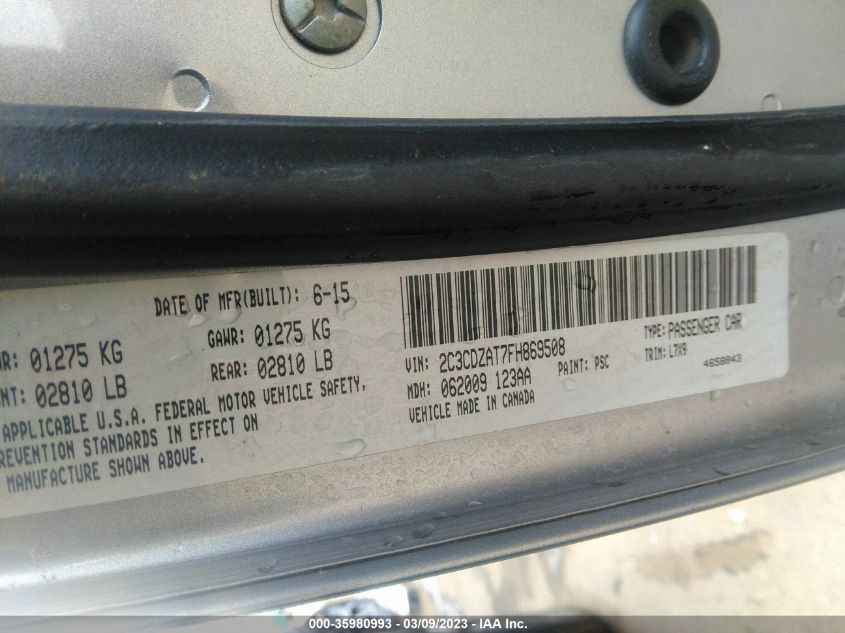 DATE OF MFR(BUILT): 6-15
GAWR: 01275 KG
R: 01275 KG
REAR: 02810 LB
NT: 02810 LB
APPLICABLE U.S.A. FEDERAL MOTOR VEHICLE SAFETY,
REVENTION STANDARDS IN EFFECT ON
MANUFACTURE SHOWN ABOVE.
VIN: 2C3CDZAT7FH869508
TYPE: PASSENGER CAR
MDH: 062009 123AA
PAINT: PSC
TRIM: L7X9
VEHICLE MADE IN CANADA
4658843
000-35980993 — 03/09/2023 — IAA Inc.